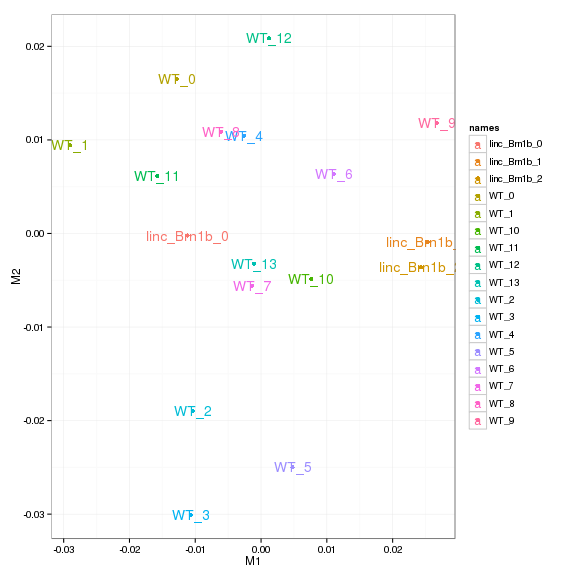 WT_12
0.02
WT_0
names
linc_Bm1b_0
linc_Bm1b_1
linc_Bm1b_2
WT_0
WT_1
WT_10
WT_11
WT_12
WT_13
WT_2
WT_3
WT_4
WT_5
WT_6
WT_7
WT_8
WT_9
WT_9
WT_8
WT_4
0.01
WT_1
WT_11
WT_6
0.00
linc_Bm1b_0
linc_Bm1b_
linc_Bm1b_
WT_13
WT_10
WT_7
M2
-0.01
WT_2
-0.02
WT_5
-0.03
WT_3
-0.03
-0.02
-0.01
0.00
0.01
0.02
M1